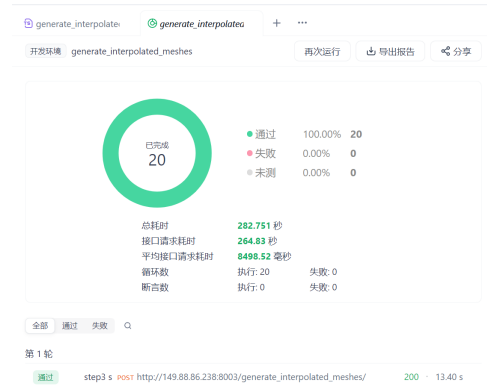 generate_interpolated
generate_interpolated
开发环境 generate_interpolated_meshes 再次运行 导出报告 分享
已完成
20
通过 100.00% 20
失败 0.00% 0
未测 0.00% 0
总耗时 282.751 秒
接口请求耗时 264.83 秒
平均接口请求耗时 8498.52 毫秒
循环数 执行: 20 失败: 0
断言数 执行: 0 失败: 0
全部 通过 失败
第 1 轮
通过 step3 s POST http://149.88.86.238:8003/generate_interpolated_meshes/ 200 · 13.40 s